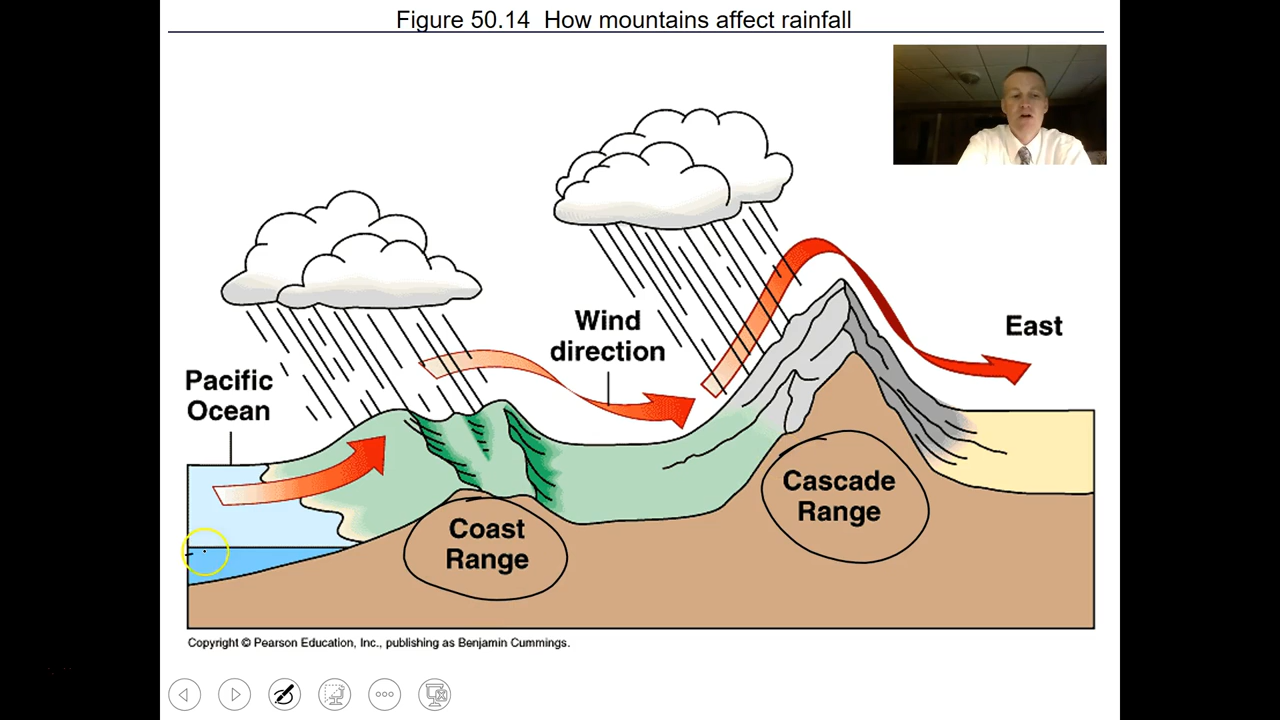 Figure 50.14 How mountains affect rainfall
Wind
direction
East
Pacific
Ocean
Cascade
Range
Coast
Range
Copyright © Pearson Education, Inc., publishing as Benjamin Cummings.